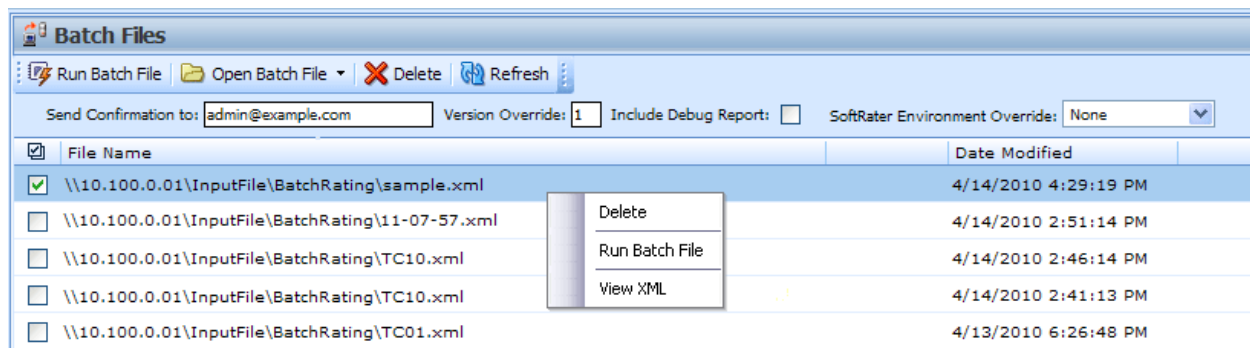 Batch Files
Run Batch File Open Batch File Delete Refresh
Send Confirmation to: admin@example.com Version Override: 1 Include Debug Report: SoftRater Environment Override: None
File Name Date Modified
\\10.100.0.01\InputFile\BatchRating\sample.xml 4/14/2010 4:29:19 PM
Delete
\\10.100.0.01\InputFile\BatchRating\11-07-57.xml 4/14/2010 2:51:14 PM
Run Batch File
\\10.100.0.01\InputFile\BatchRating\TC10.xml 4/14/2010 2:46:14 PM
View XML
\\10.100.0.01\InputFile\BatchRating\TC10.xml 4/14/2010 2:41:13 PM
\\10.100.0.01\InputFile\BatchRating\TC01.xml 4/13/2010 6:26:48 PM